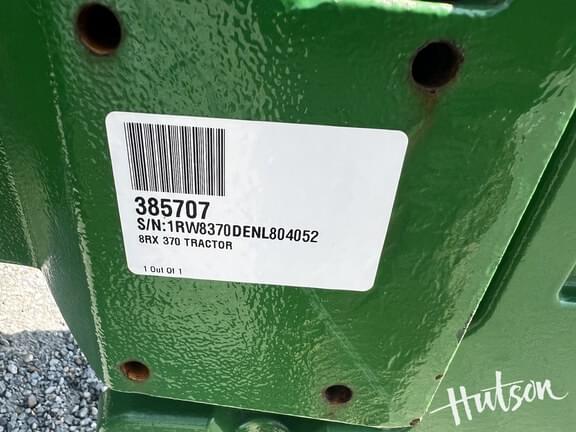 385707
S/N:1RW8370DENL804052
8RX 370 TRACTOR
1 Out Of 1
Hutson